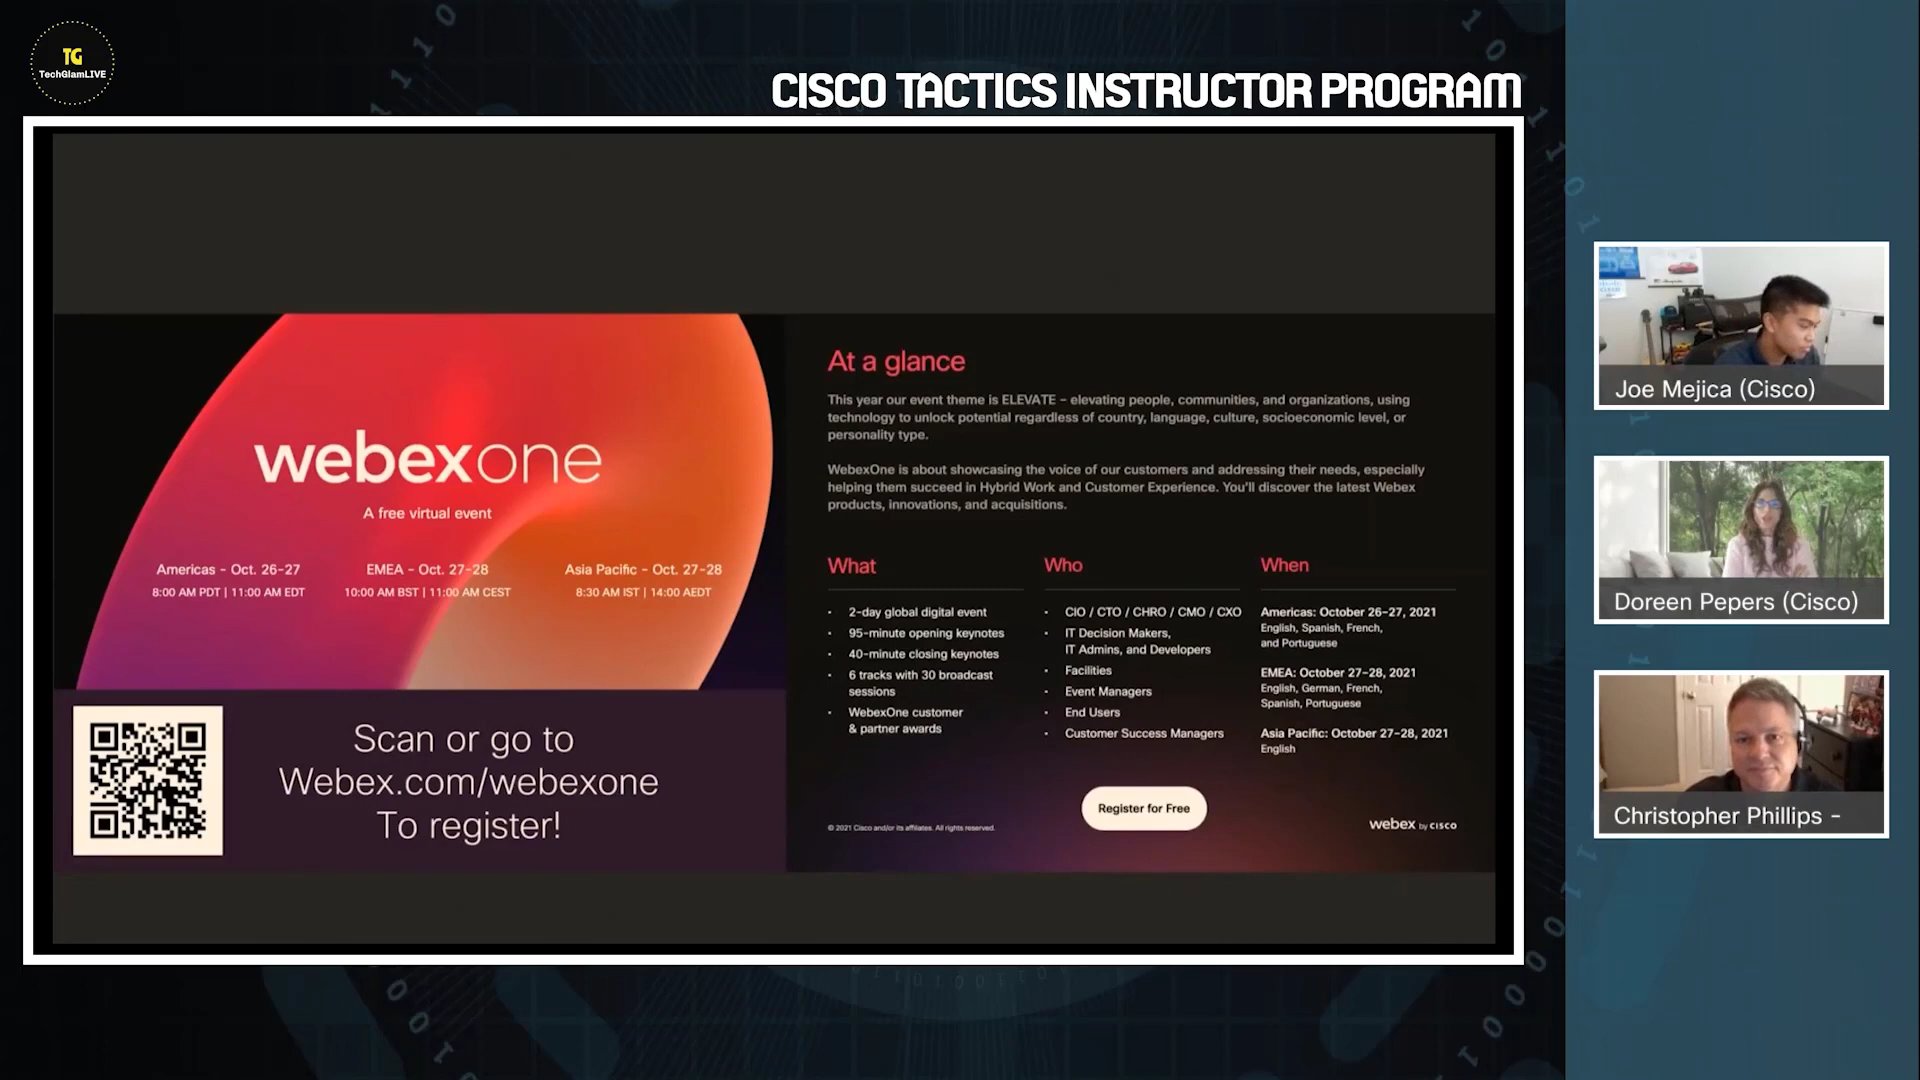 TG
TechGlamLIVE
CISCO TACTICS INSTRUCTOR PROGRAM
webexone
A free virtual event
Americas - Oct. 26-27
8:00 AM PDT | 11:00 AM EDT
EMEA - Oct. 27-28
10:00 AM BST | 11:00 AM CEST
Asia Pacific - Oct. 27-28
8:30 AM IST | 14:00 AEDT
Scan or go to
Webex.com/webexone
To register!
At a glance
This year our event theme is ELEVATE – elevating people, communities, and organizations, using
technology to unlock potential regardless of country, language, culture, socioeconomic level, or
personality type.
WebexOne is about showcasing the voice of our customers and addressing their needs, especially
helping them succeed in Hybrid Work and Customer Experience. You'll discover the latest Webex
products, innovations, and acquisitions.
What
• 2-day global digital event
• 95-minute opening keynotes
• 40-minute closing keynotes
• 6 tracks with 30 broadcast
sessions
• WebexOne customer
& partner awards
Who
• CIO / CTO / CHRO / CMO / CXO
• IT Decision Makers,
IT Admins, and Developers
• Facilities
• Event Managers
• End Users
• Customer Success Managers
When
Americas: October 26-27, 2021
English, Spanish, French,
and Portuguese
EMEA: October 27-28, 2021
English, German, French,
Spanish, Portuguese
Asia Pacific: October 27-28, 2021
English
Register for Free
© 2021 Cisco and/or its affiliates. All rights reserved.
webex by CISCO
Joe Mejica (Cisco)
Doreen Pepers (Cisco)
Christopher Phillips -